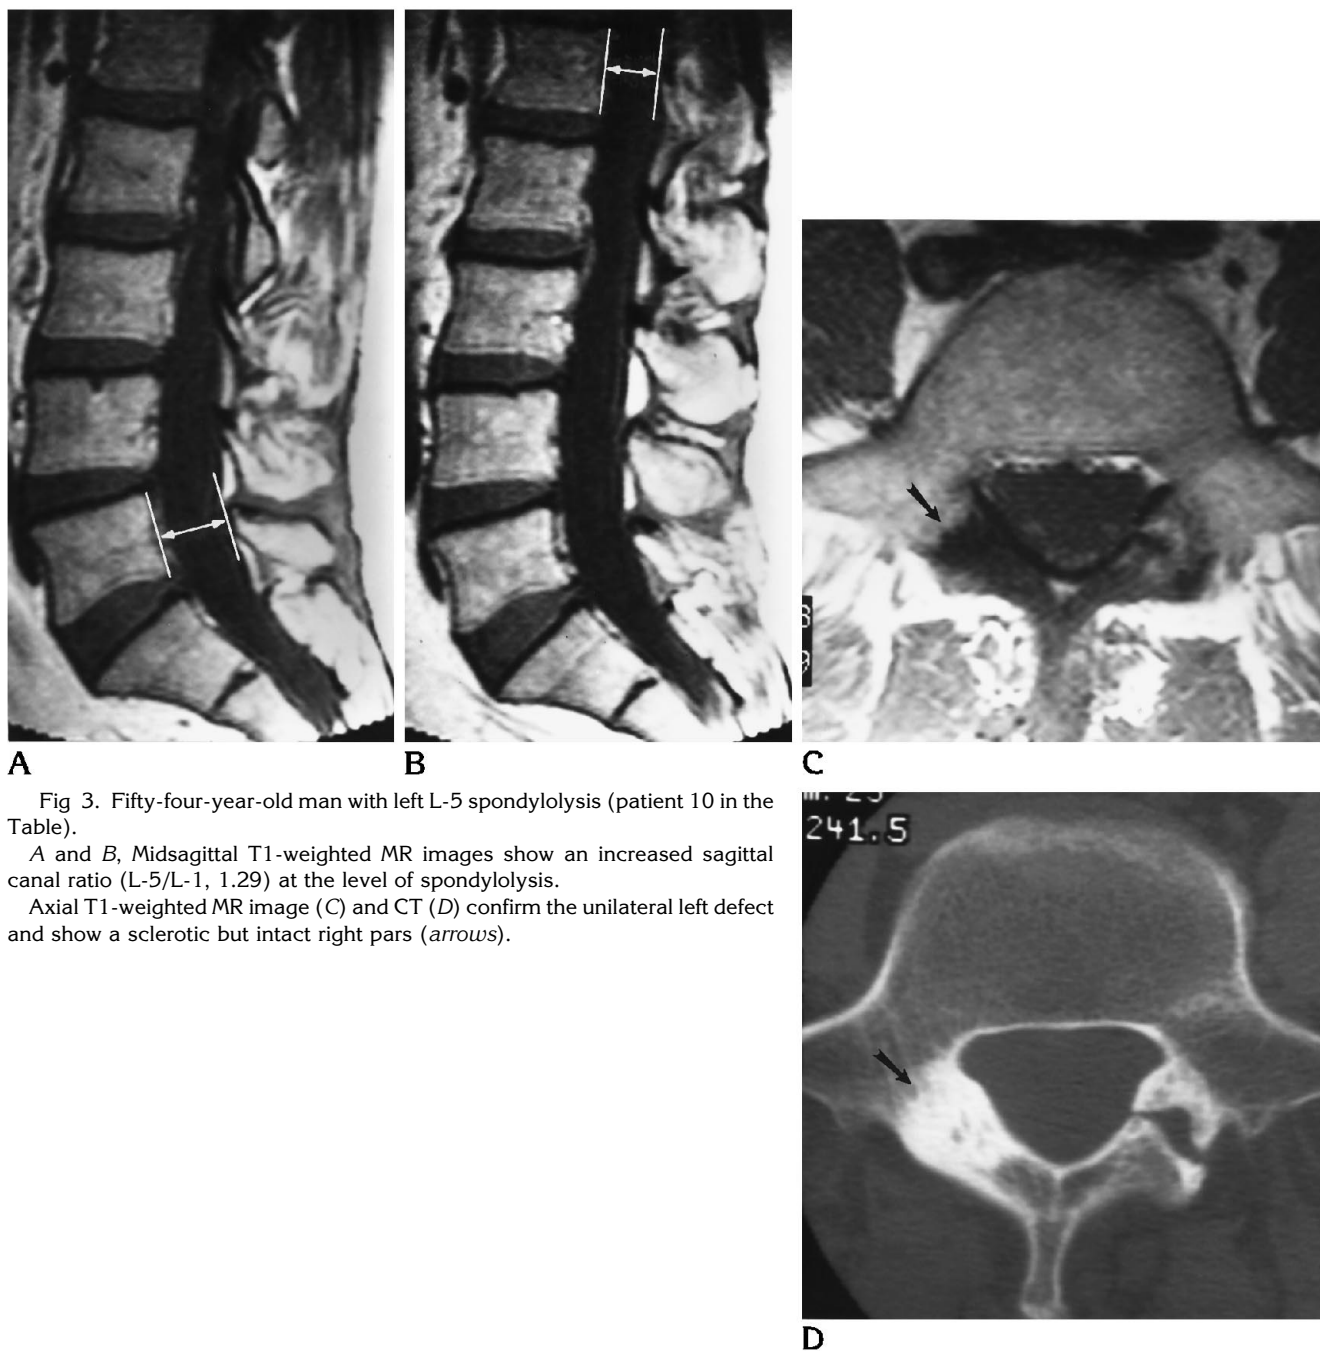 A
B
8
9
C
Fig 3. Fifty-four-year-old man with left L-5 spondylolysis (patient 10 in the
Table).
A and B, Midsagittal T1-weighted MR images show an increased sagittal
canal ratio (L-5/L-1, 1.29) at the level of spondylolysis.
Axial T1-weighted MR image (C) and CT (D) confirm the unilateral left defect
and show a sclerotic but intact right pars (arrows).
241.5
D